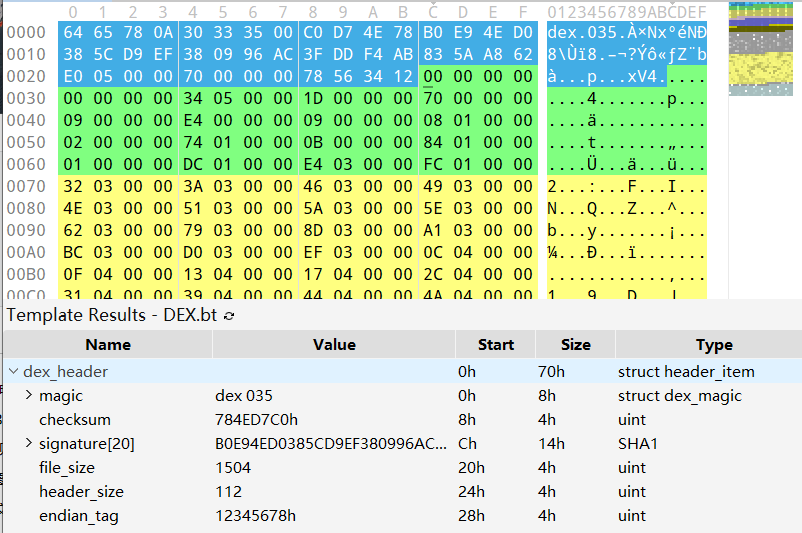 0 1 2 3 4 5 6 7 8 9 A B C D E F 0123456789ABCDEF
0000 64 65 78 0A 30 33 35 00 C0 D7 4E 78 B0 E9 4E D0 dex.035.À×Nx°éNÐ
0010 38 5C D9 EF 38 09 96 AC 3F DD F4 AB 83 5A A8 62 8\Ùï8.–¬?Ýô«ƒZ¨b
0020 E0 05 00 00 70 00 00 00 78 56 34 12 00 00 00 00 à...p...xV4.....
0030 00 00 00 00 34 05 00 00 1D 00 00 00 70 00 00 00 ....4.......p...
0040 09 00 00 00 E4 00 00 00 09 00 00 00 08 01 00 00 ....ä...........
0050 02 00 00 00 74 01 00 00 0B 00 00 00 84 01 00 00 ....t.......„...
0060 01 00 00 00 DC 01 00 00 E4 03 00 00 FC 01 00 00 ....Ü...ä...ü...
0070 32 03 00 00 3A 03 00 00 46 03 00 00 49 03 00 00 2...:...F...I...
0080 4E 03 00 00 51 03 00 00 5A 03 00 00 5E 03 00 00 N...Q...Z...^...
0090 62 03 00 00 79 03 00 00 8D 03 00 00 A1 03 00 00 b...y.......¡...
00A0 BC 03 00 00 D0 03 00 00 EF 03 00 00 0C 04 00 00 ¼...Ð...ï.......
00B0 0F 04 00 00 13 04 00 00 17 04 00 00 2C 04 00 00 ............,...
00C0 31 04 00 00 39 04 00 00 44 04 00 00 4A 04 00 00 1...9...D...J...
Template Results - DEX.bt
Name Value Start Size Type
dex_header 0h 70h struct header_item
magic dex 035 0h 8h struct dex_magic
checksum 784ED7C0h 8h 4h uint
signature[20] B0E94ED0385CD9EF380996AC... Ch 14h SHA1
file_size 1504 20h 4h uint
header_size 112 24h 4h uint
endian_tag 12345678h 28h 4h uint